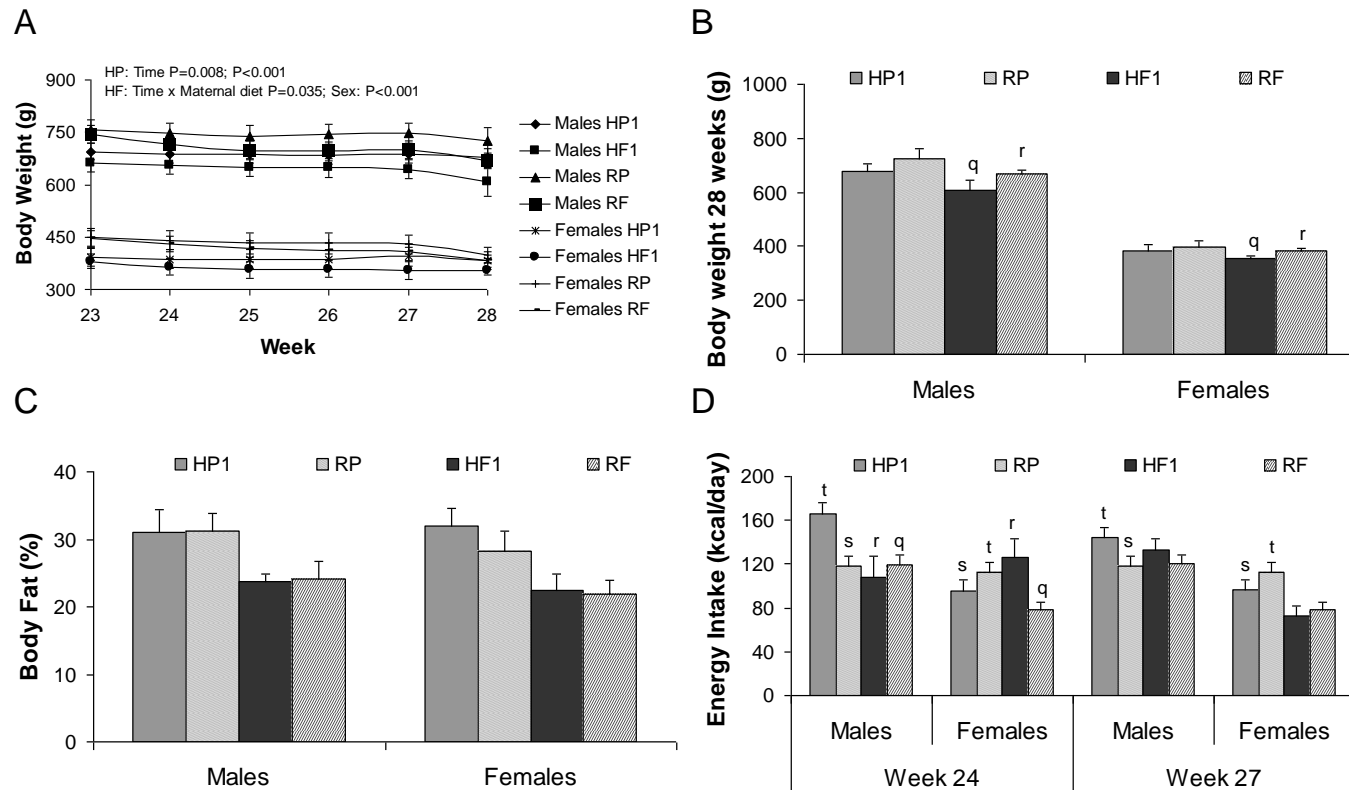 A
HP: Time P=0.008; P<0.001
HF: Time x Maternal diet P=0.035; Sex: P<0.001
Body Weight (g)
900
750
600
450
300
23 24 25 26 27 28
Week
Males HP1
Males HF1
Males RP
Males RF
Females HP1
Females HF1
Females RP
Females RF
B
HP1 RP HF1 RF
Body weight 28 weeks (g)
1000
800
600
400
200
0
q r q r
Males Females
C
HP1 RP HF1 RF
Body Fat (%)
40
30
20
10
0
Males Females
D
HP1 RP HF1 RF
Energy Intake (kcal/day)
200
160
120
80
40
0
t s r q s t r q t s s t
Males Females Males Females
Week 24 Week 27